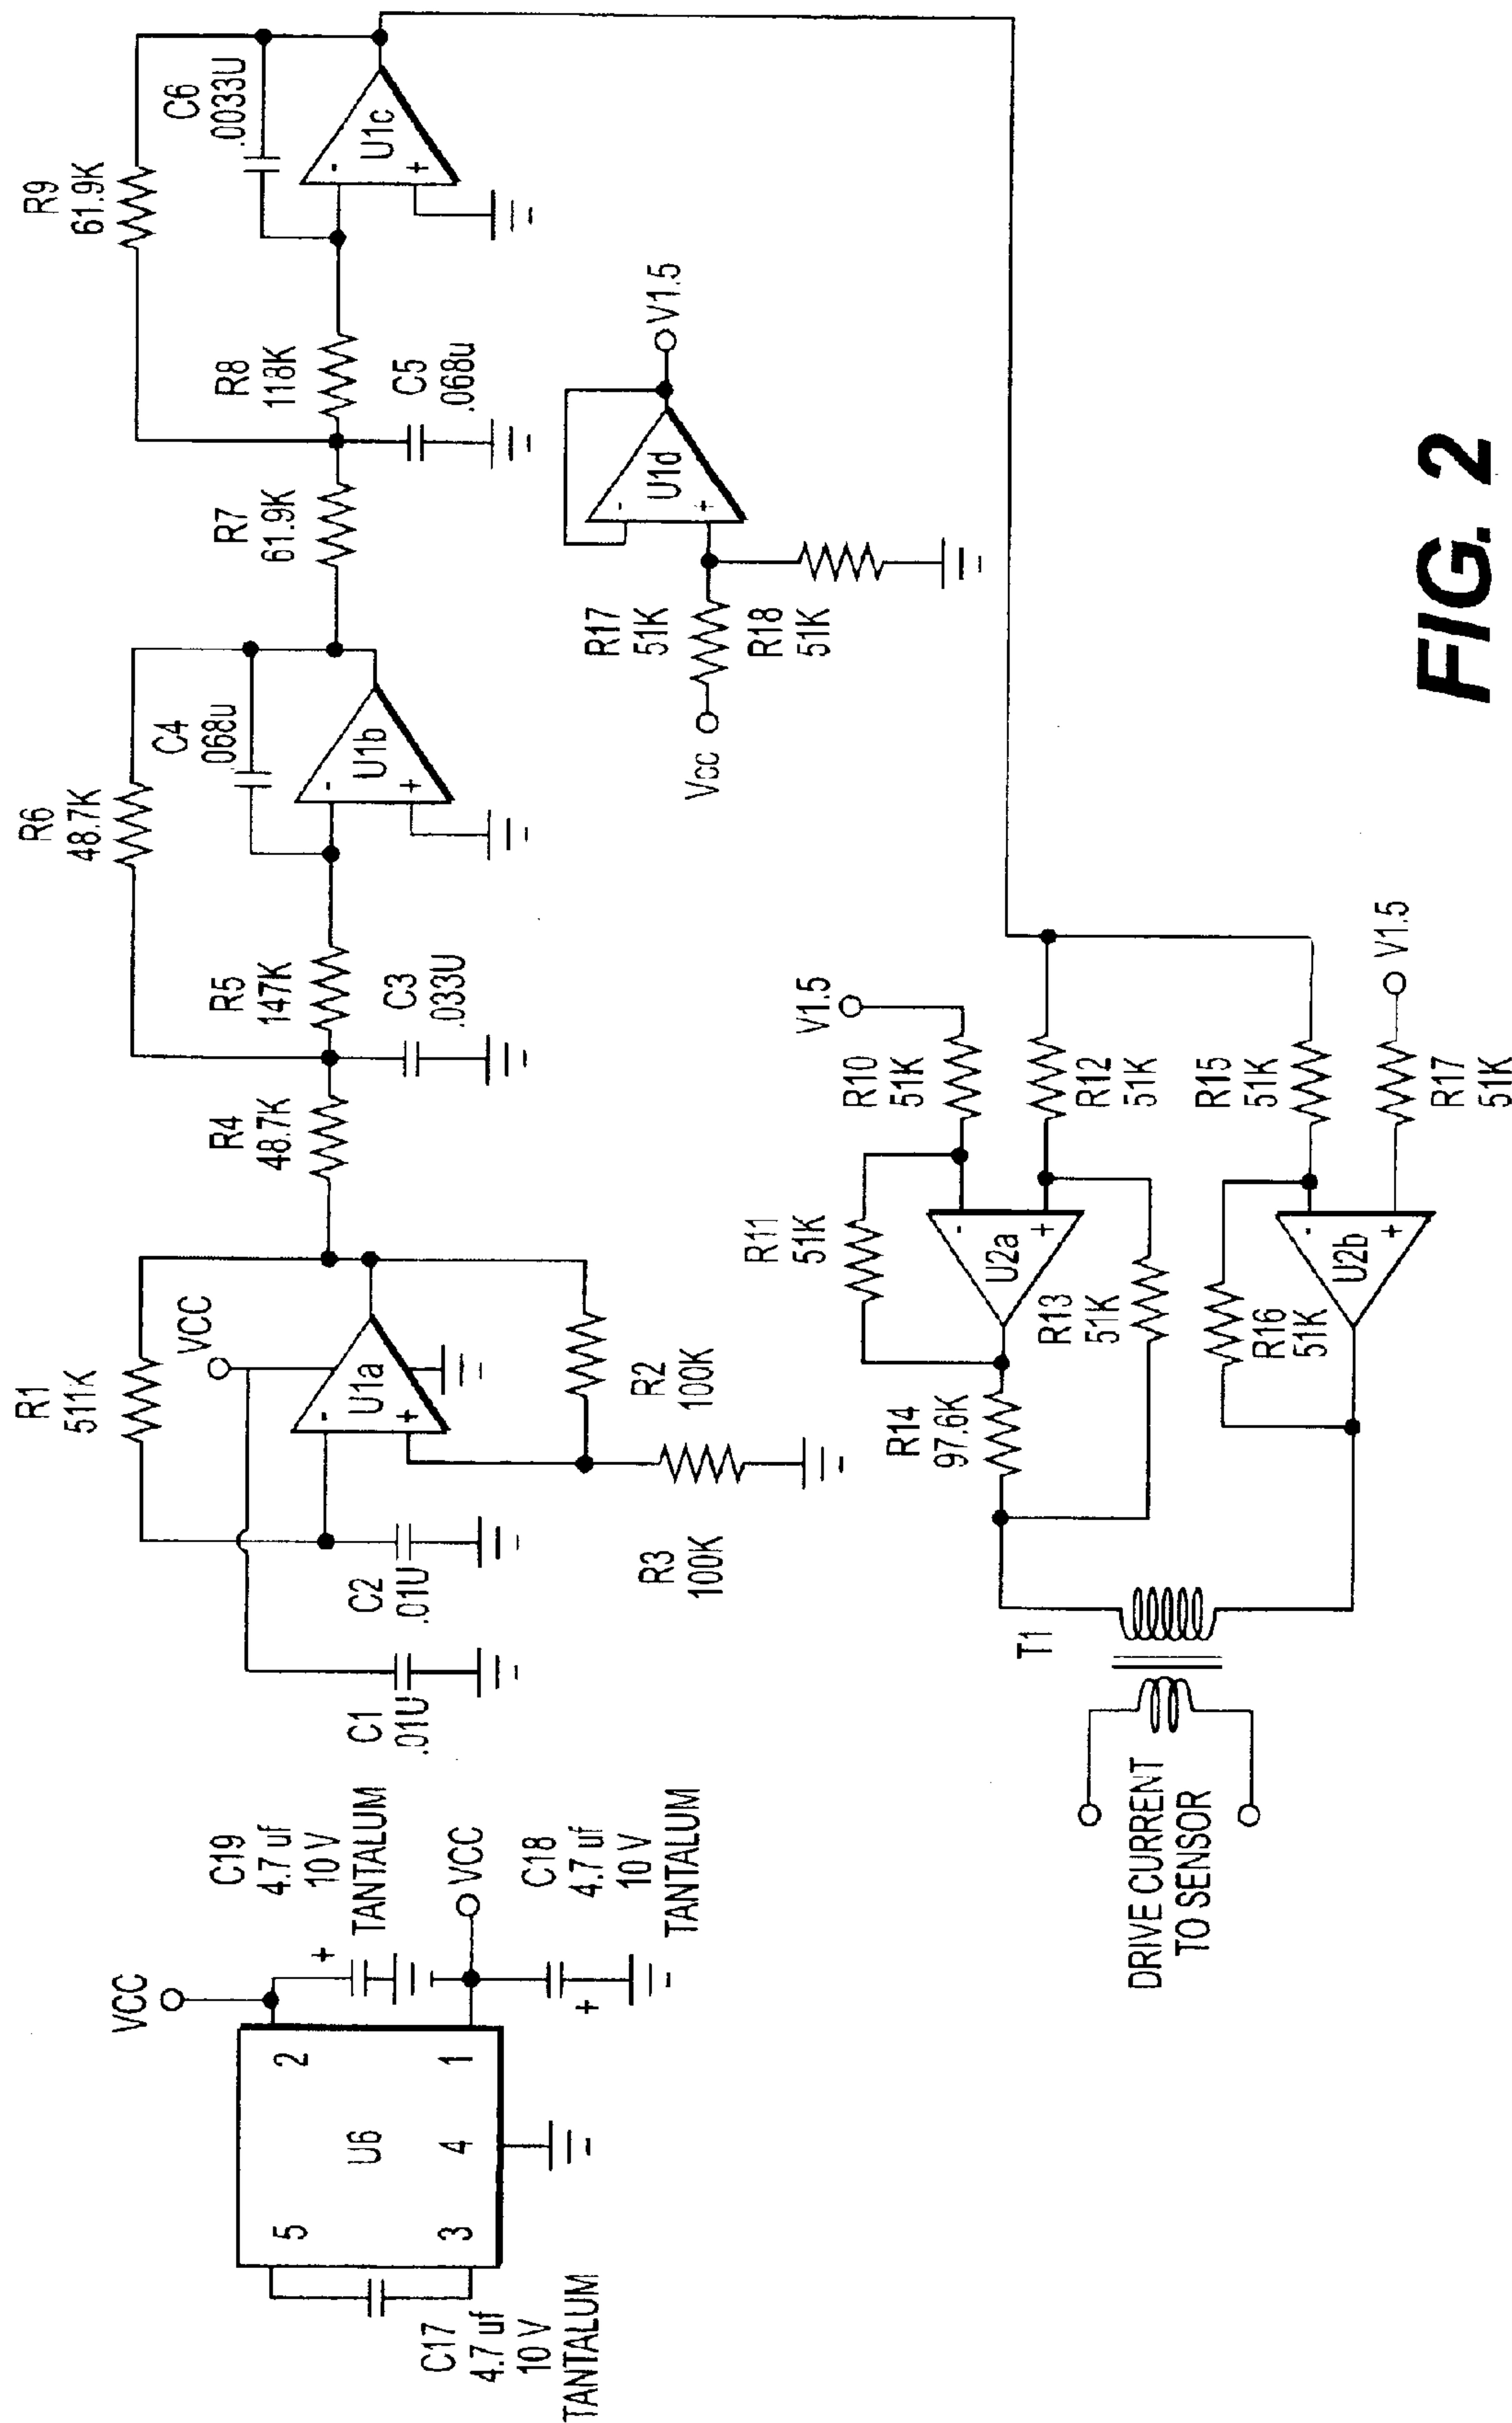 C17
4.7 uf
10 V
TANTALUM
5
3
U6
4
2
1
VCC
C19
4.7 uf
10 V
TANTALUM
+
VCC
+
C18
4.7 uf
10 V
TANTALUM
C1
.01U
C2
.01U
R1
511K
VCC
U1a
-
+
R3
100K
R2
100K
R4
48.7K
R5
147K
C3
.033U
R6
48.7K
C4
.068u
U1b
-
+
R7
61.9K
R8
118K
C5
.068u
R9
61.9K
C6
.0033U
U1c
-
+
Vcc
R17
51K
R18
51K
U1d
-
+
V1.5
DRIVE CURRENT
TO SENSOR
T1
R14
97.6K
R11
51K
R13
51K
U2a
-
+
R10
51K
V1.5
R12
51K
R16
51K
U2b
-
+
R15
51K
R17
51K
V1.5
FIG. 2